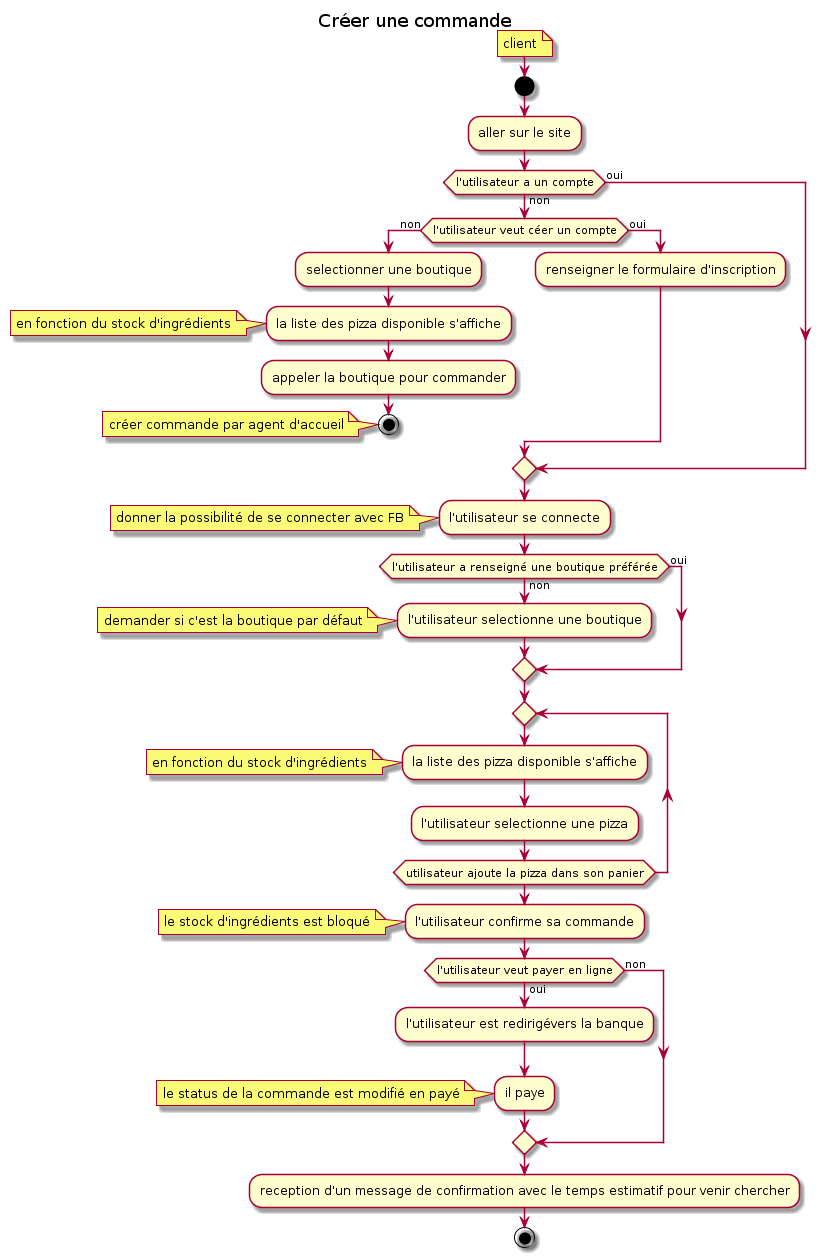 Créer une commande
client
aller sur le site
l'utilisateur a un compte
oui
non
l'utilisateur veut céer un compte
non
oui
selectionner une boutique
renseigner le formulaire d'inscription
en fonction du stock d'ingrédients
la liste des pizza disponible s'affiche
appeler la boutique pour commander
créer commande par agent d'accueil
donner la possibilité de se connecter avec FB
l'utilisateur se connecte
l'utilisateur a renseigné une boutique préférée
oui
non
demander si c'est la boutique par défaut
l'utilisateur selectionne une boutique
en fonction du stock d'ingrédients
la liste des pizza disponible s'affiche
l'utilisateur selectionne une pizza
utilisateur ajoute la pizza dans son panier
le stock d'ingrédients est bloqué
l'utilisateur confirme sa commande
l'utilisateur veut payer en ligne
non
oui
l'utilisateur est redirigévers la banque
le status de la commande est modifié en payé
il paye
reception d'un message de confirmation avec le temps estimatif pour venir chercher